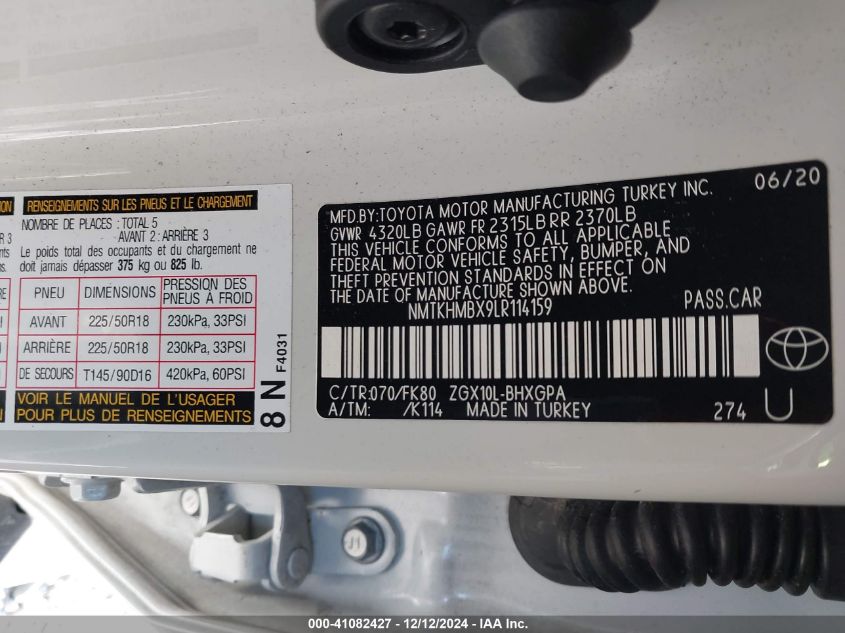 RENSEIGNEMENTS SUR LES PNEUS ET LE CHARGEMENT
NOMBRE DE PLACES : TOTAL 5
AVANT 2 : ARRIÈRE 3
Le poids total des occupants et du chargement ne
doit jamais dépasser 375 kg ou 825 lb.
PNEU DIMENSIONS PRESSION DES PNEUS À FROID
AVANT 225/50R18 230kPa, 33PSI
ARRIÈRE 225/50R18 230kPa, 33PSI
DE SECOURS T145/90D16 420kPa, 60PSI
VOIR LE MANUEL DE L'USAGER
POUR PLUS DE RENSEIGNEMENTS
8 N F4031
06/20
MFD.BY:TOYOTA MOTOR MANUFACTURING TURKEY INC.
GVWR 4320LB GAWR FR 2315LB RR 2370LB
THIS VEHICLE CONFORMS TO ALL APPLICABLE
FEDERAL MOTOR VEHICLE SAFETY, BUMPER, AND
THEFT PREVENTION STANDARDS IN EFFECT ON
THE DATE OF MANUFACTURE SHOWN ABOVE.
NMTKHMBX9LR114159 PASS.CAR
C/TR:070/FK80 ZGX10L-BHXGPA
A/TM: /K114 MADE IN TURKEY 274 U
000-41082427 - 12/12/2024 - IAA Inc.